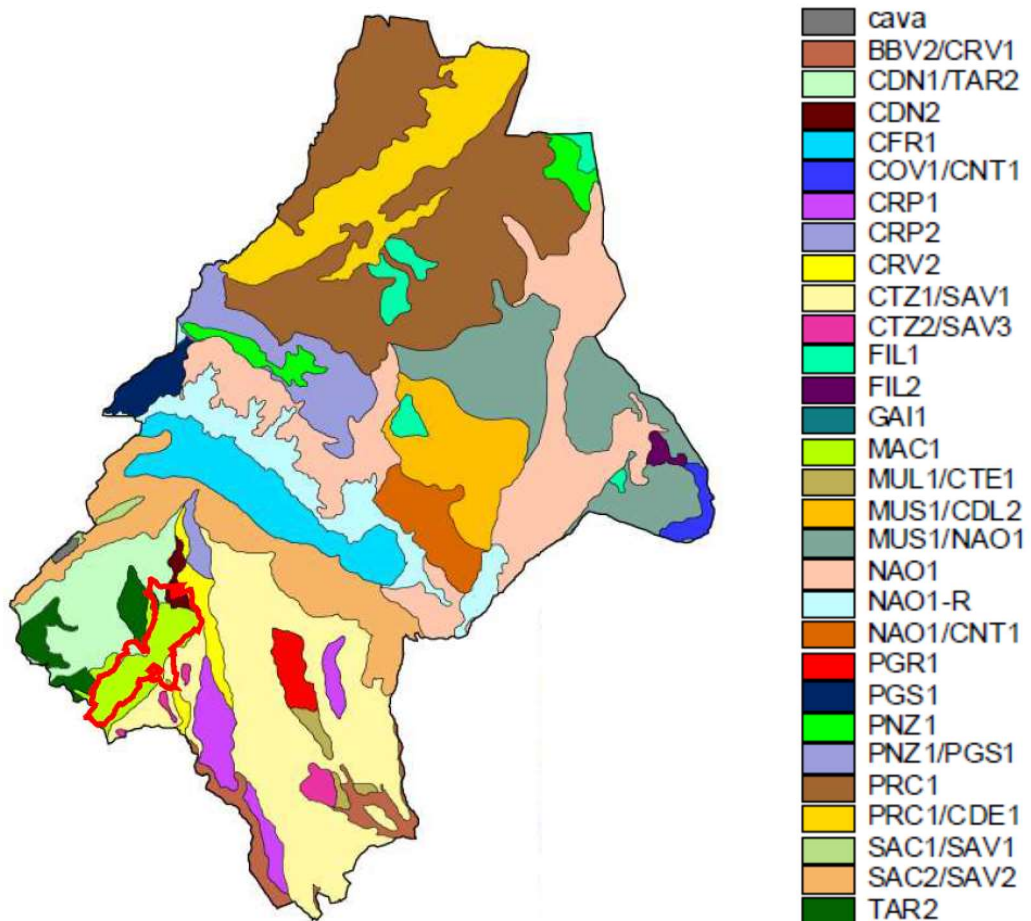 cava
BBV2/CRV1
CDN1/TAR2
CDN2
CFR1
COV1/CNT1
CRP1
CRP2
CRV2
CTZ1/SAV1
CTZ2/SAV3
FIL1
FIL2
GAI1
MAC1
MUL1/CTE1
MUS1/CDL2
MUS1/NAO1
NAO1
NAO1-R
NAO1/CNT1
PGR1
PGS1
PNZ1
PNZ1/PGS1
PRC1
PRC1/CDE1
SAC1/SAV1
SAC2/SAV2
TAR2